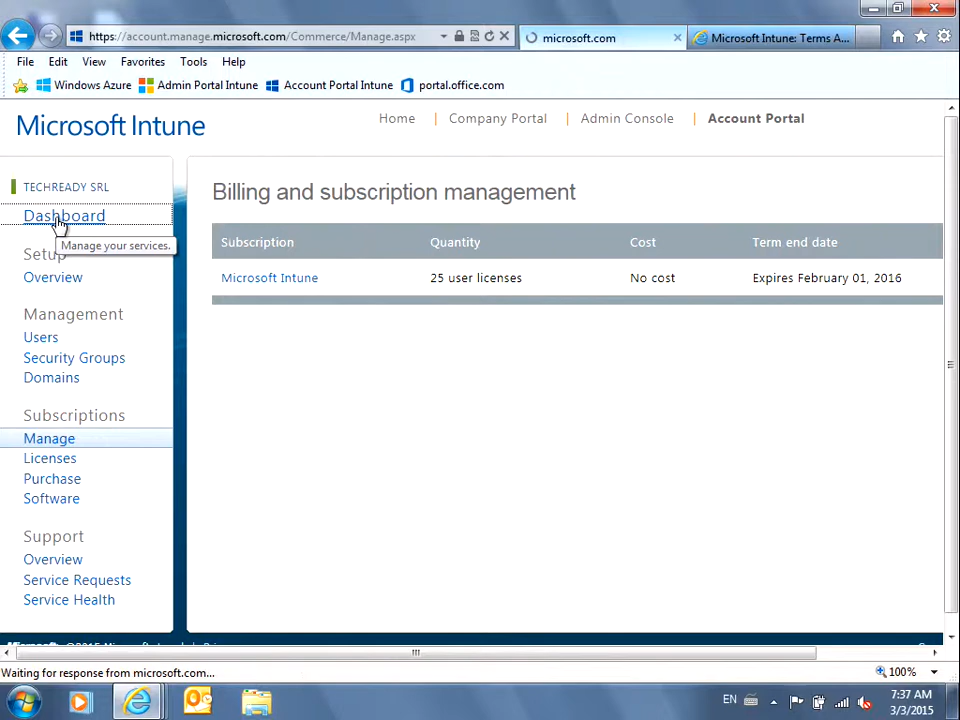 https://account.manage.microsoft.com/Commerce/Manage.aspx
microsoft.com
Microsoft Intune: Terms A...
File Edit View Favorites Tools Help
Windows Azure Admin Portal Intune Account Portal Intune portal.office.com
Microsoft Intune
Home | Company Portal | Admin Console | Account Portal
TECHREADY SRL
Dashboard
Manage your services.
Setup
Overview
Management
Users
Security Groups
Domains
Subscriptions
Manage
Licenses
Purchase
Software
Support
Overview
Service Requests
Service Health
Billing and subscription management
Subscription Quantity Cost Term end date
Microsoft Intune 25 user licenses No cost Expires February 01, 2016
Waiting for response from microsoft.com...
100%
EN
7:37 AM
3/3/2015